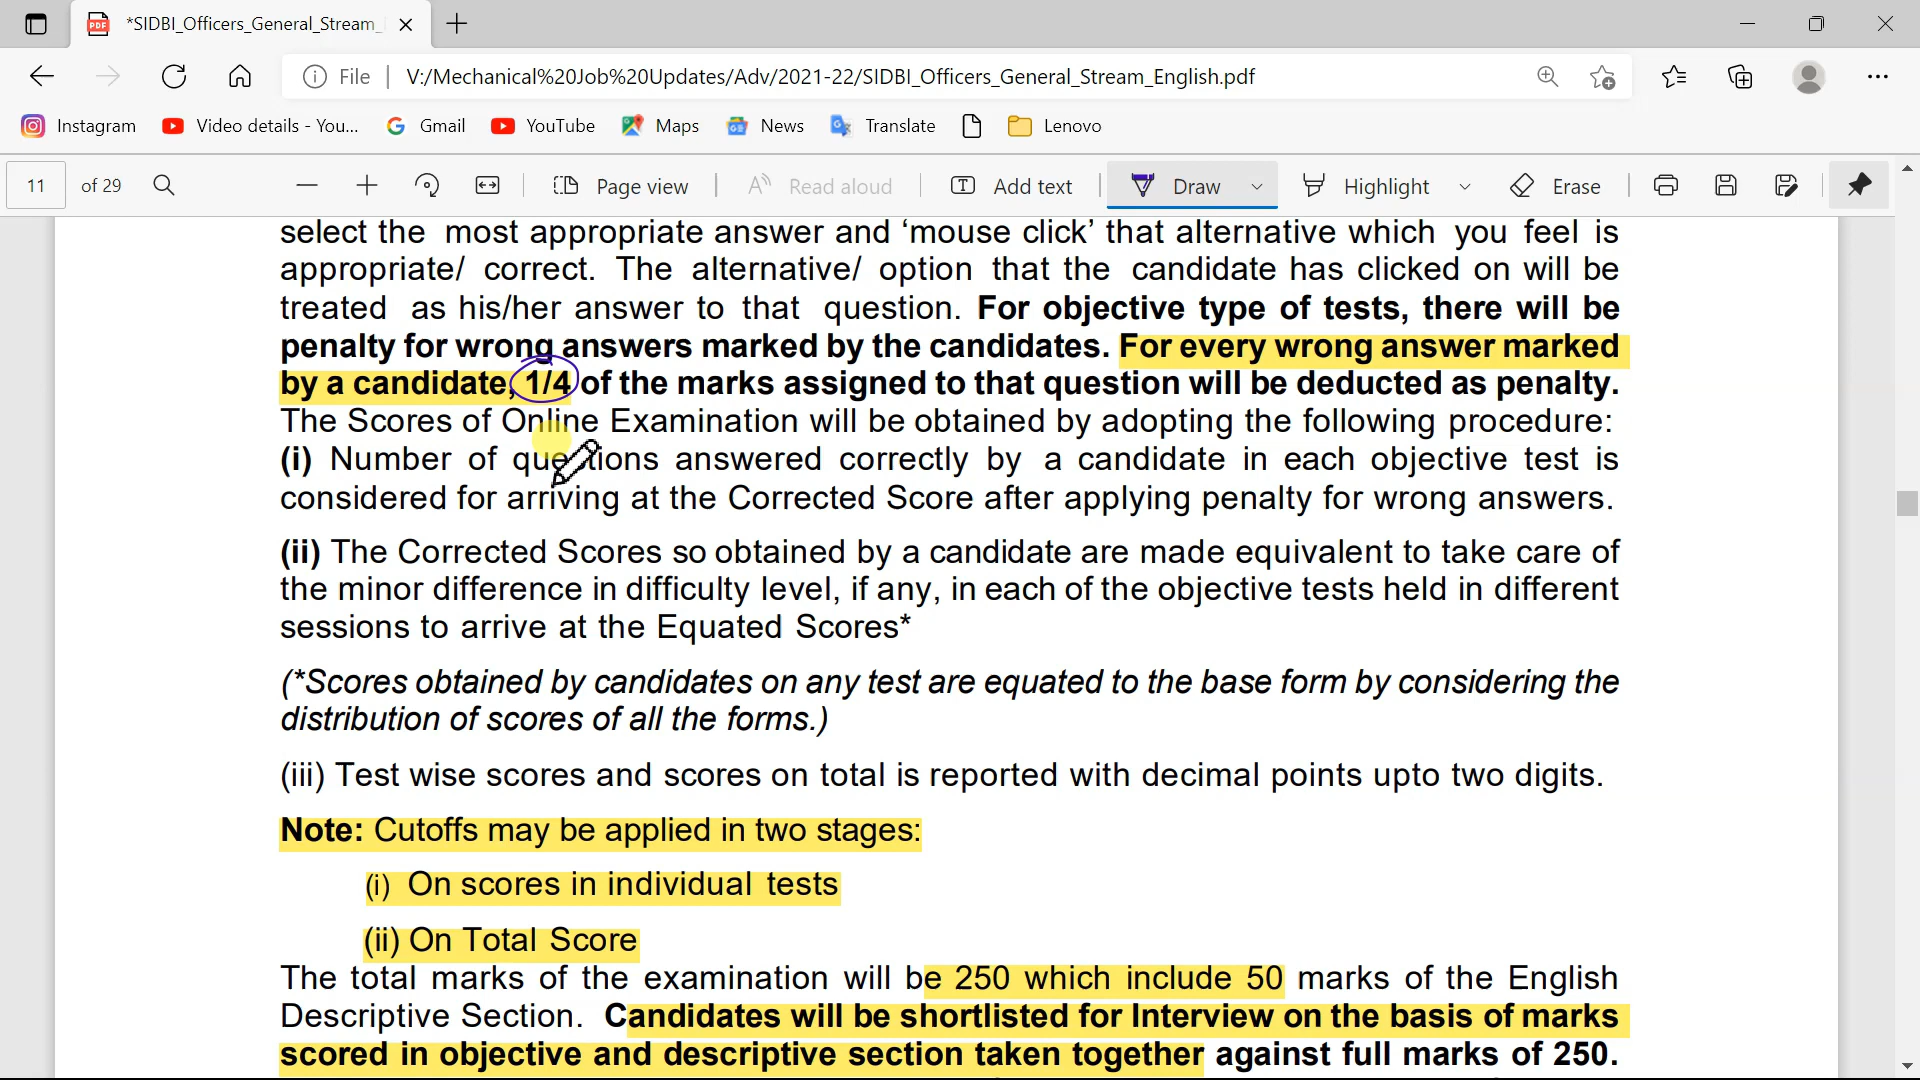 *SIDBI_Officers_General_Stream_
File
V:/Mechanical%20Job%20Updates/Adv/2021-22/SIDBI_Officers_General_Stream_English.pdf
Instagram
Video details - You...
Gmail
YouTube
Maps
News
Translate
Lenovo
11 of 29
Page view
Read aloud
Add text
Draw
Highlight
Erase
select the most appropriate answer and ‘mouse click’ that alternative which you feel is
appropriate/ correct. The alternative/ option that the candidate has clicked on will be
treated as his/her answer to that question. For objective type of tests, there will be
penalty for wrong answers marked by the candidates. For every wrong answer marked
by a candidate, 1/4 of the marks assigned to that question will be deducted as penalty.
The Scores of Online Examination will be obtained by adopting the following procedure:
(i) Number of questions answered correctly by a candidate in each objective test is
considered for arriving at the Corrected Score after applying penalty for wrong answers.
(ii) The Corrected Scores so obtained by a candidate are made equivalent to take care of
the minor difference in difficulty level, if any, in each of the objective tests held in different
sessions to arrive at the Equated Scores*
(*Scores obtained by candidates on any test are equated to the base form by considering the
distribution of scores of all the forms.)
(iii) Test wise scores and scores on total is reported with decimal points upto two digits.
Note: Cutoffs may be applied in two stages:
(i) On scores in individual tests
(ii) On Total Score
The total marks of the examination will be 250 which include 50 marks of the English
Descriptive Section. Candidates will be shortlisted for Interview on the basis of marks
scored in objective and descriptive section taken together against full marks of 250.